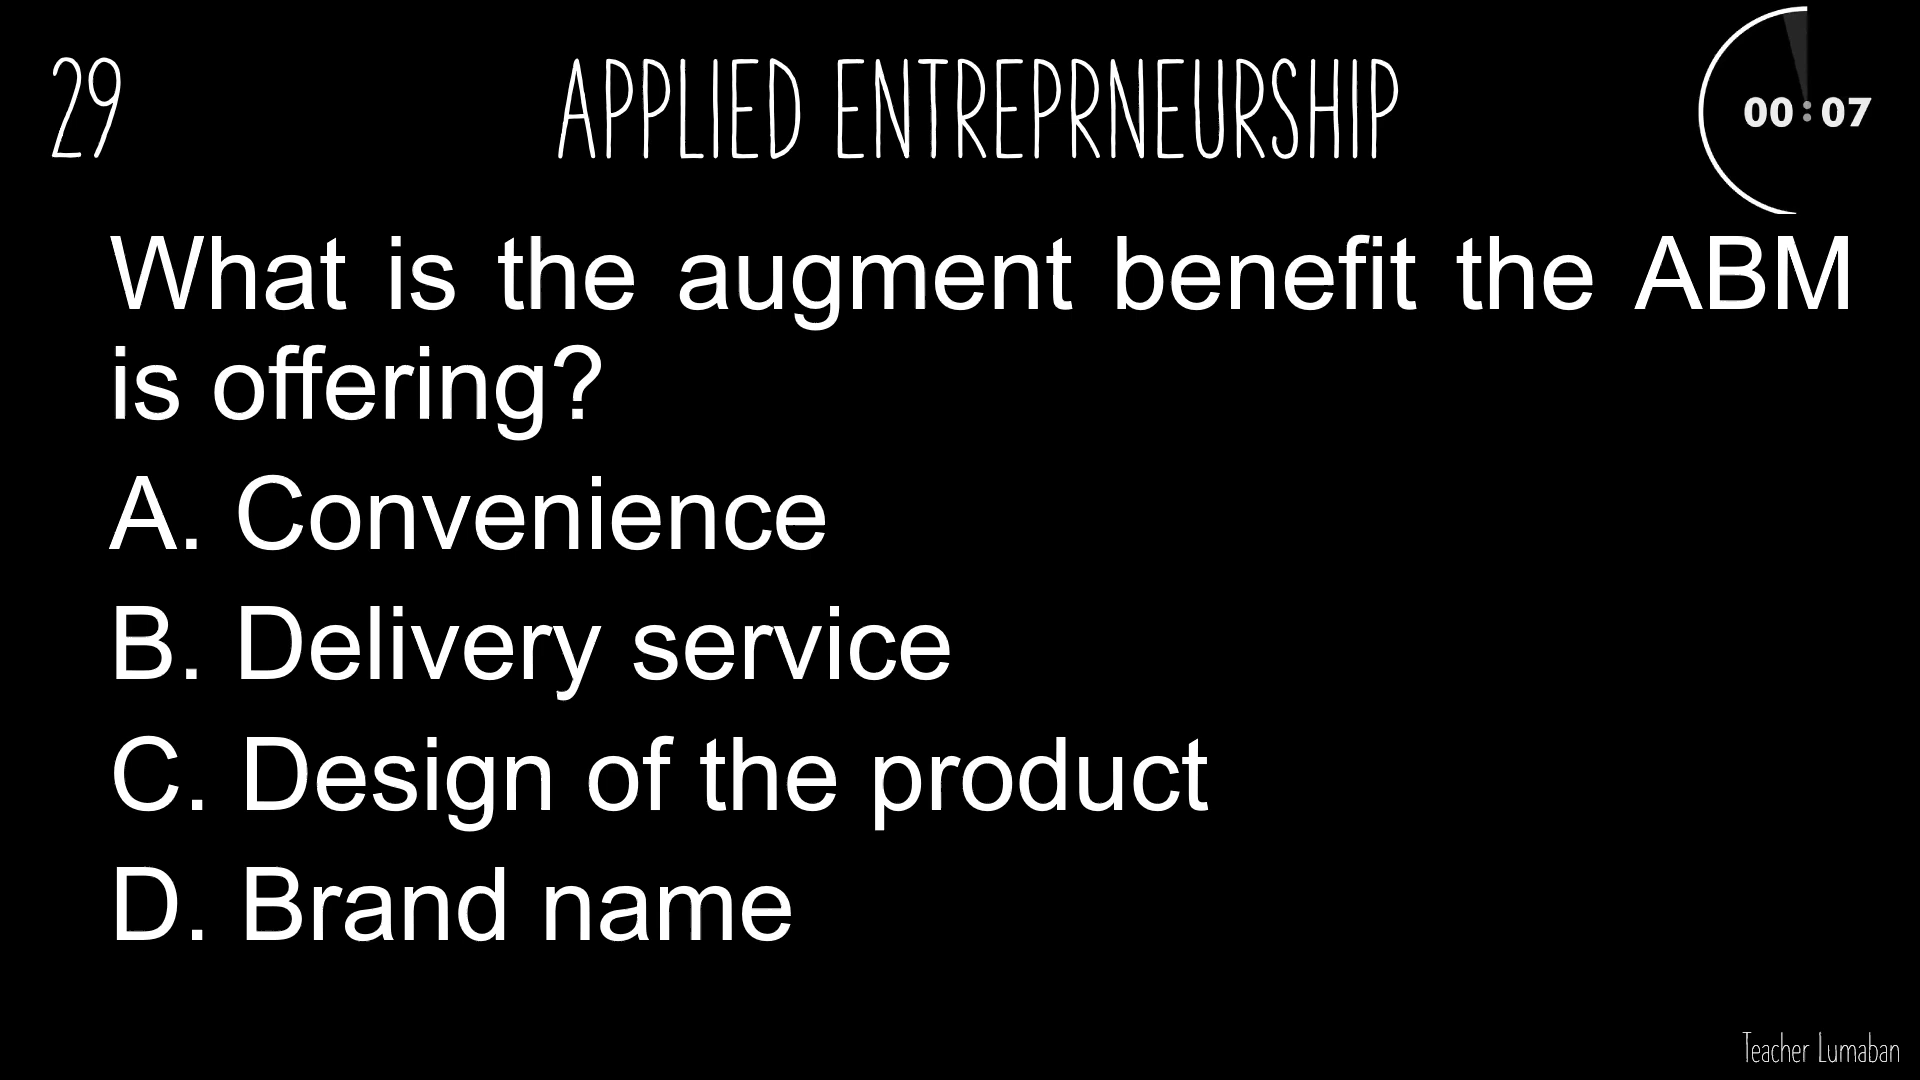 29
APPLIED ENTREPRNEURSHIP
00:07
What is the augment benefit the ABM
is offering?
A. Convenience
B. Delivery service
C. Design of the product
D. Brand name
Teacher Lumaban